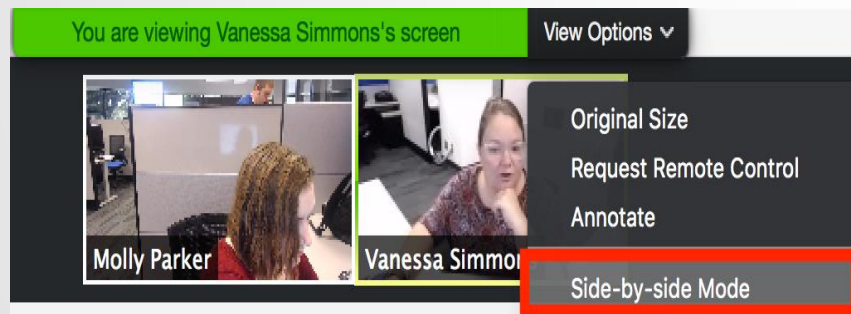 You are viewing Vanessa Simmons's screen
View Options
Original Size
Request Remote Control
Annotate
Molly Parker
Vanessa Simmon
Side-by-side Mode